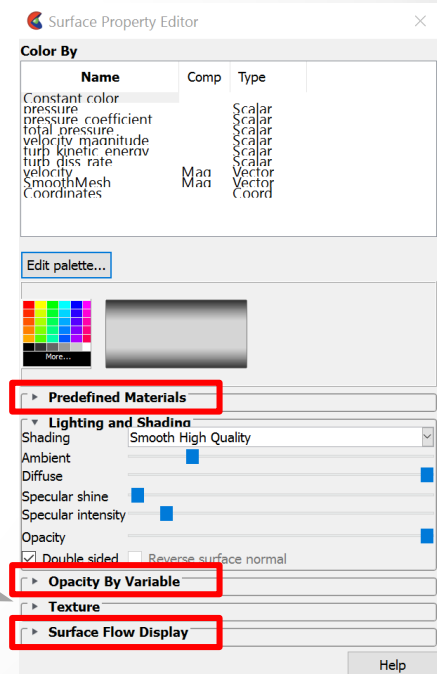 Surface Property Editor
Color By
Name Comp Type
Constant color
pressure Scalar
pressure coefficient Scalar
total pressure Scalar
velocity magnitude Scalar
turb kinetic energy Scalar
turb diss rate Scalar
velocity Mag Vector
SmoothMesh Mag Vector
Coordinates Coord
Edit palette...
More...
Predefined Materials
Lighting and Shading
Shading Smooth High Quality
Ambient
Diffuse
Specular shine
Specular intensity
Opacity
Double sided Reverse surface normal
Opacity By Variable
Texture
Surface Flow Display
Help